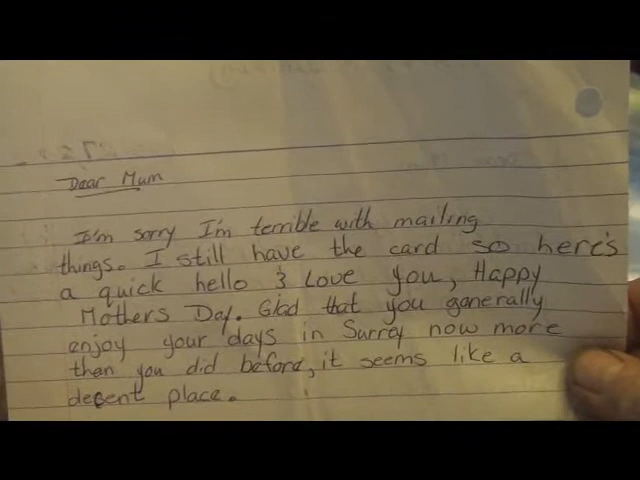 Dear Mum
I'm sorry I'm terrible with mailing
things. I still have the card so here's
a quick hello & Love you, Happy
Mothers Day. Glad that you generally
enjoy your days in Surrey now more
than you did before, it seems like a
decent place.